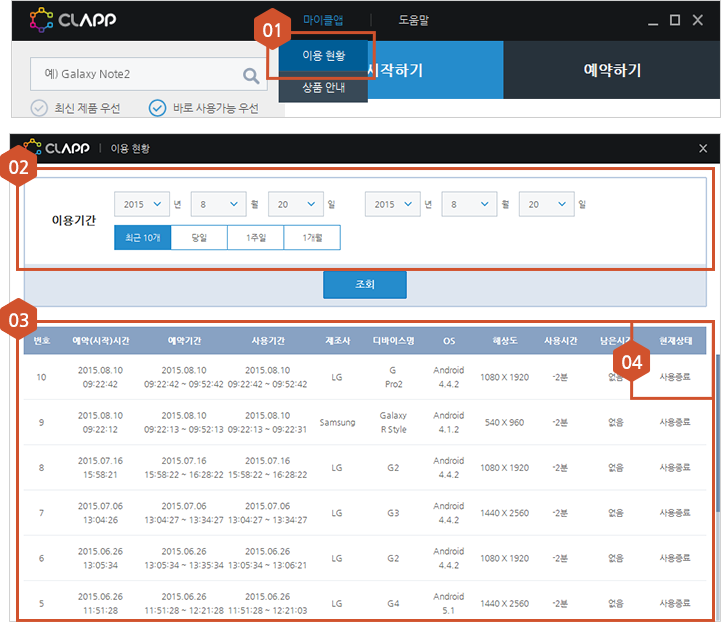 CLAPP 마이클앱 도움말
01
이용 현황 시작하기 예약하기
예) Galaxy Note2
상품 안내
최신 제품 우선 바로 사용가능 우선
CLAPP 이용 현황
02
이용기간 2015 년 8 월 20 일 2015 년 8 월 20 일
최근 10개 당일 1주일 1개월
조회
03
번호 예약(시작)시간 예약기간 사용기간 제조사 디바이스명 OS 해상도 사용시간 남은시간 현재상태
04
10 2015.08.10 09:22:42 2015.08.10 09:22:42 ~ 09:52:42 2015.08.10 09:22:42 ~ 09:52:42 LG G Pro2 Android 4.4.2 1080 X 1920 -2분 없음 사용종료
9 2015.08.10 09:22:12 2015.08.10 09:22:13 ~ 09:52:13 2015.08.10 09:22:13 ~ 09:22:31 Samsung Galaxy R Style Android 4.1.2 540 X 960 -2분 없음 사용종료
8 2015.07.16 15:58:21 2015.07.16 15:58:22 ~ 16:28:22 2015.07.16 15:58:22 ~ 16:28:22 LG G2 Android 4.4.2 1080 X 1920 -2분 없음 사용종료
7 2015.07.06 13:04:26 2015.07.06 13:04:27 ~ 13:34:27 2015.07.06 13:04:27 ~ 13:34:27 LG G3 Android 4.4.2 1440 X 2560 -2분 없음 사용종료
6 2015.06.26 13:05:34 2015.06.26 13:05:34 ~ 13:35:34 2015.06.26 13:05:34 ~ 13:06:21 LG G2 Android 4.4.2 1080 X 1920 -2분 없음 사용종료
5 2015.06.26 11:51:28 2015.06.26 11:51:28 ~ 12:21:28 2015.06.26 11:51:28 ~ 12:21:03 LG G4 Android 5.1 1440 X 2560 -2분 없음 사용종료